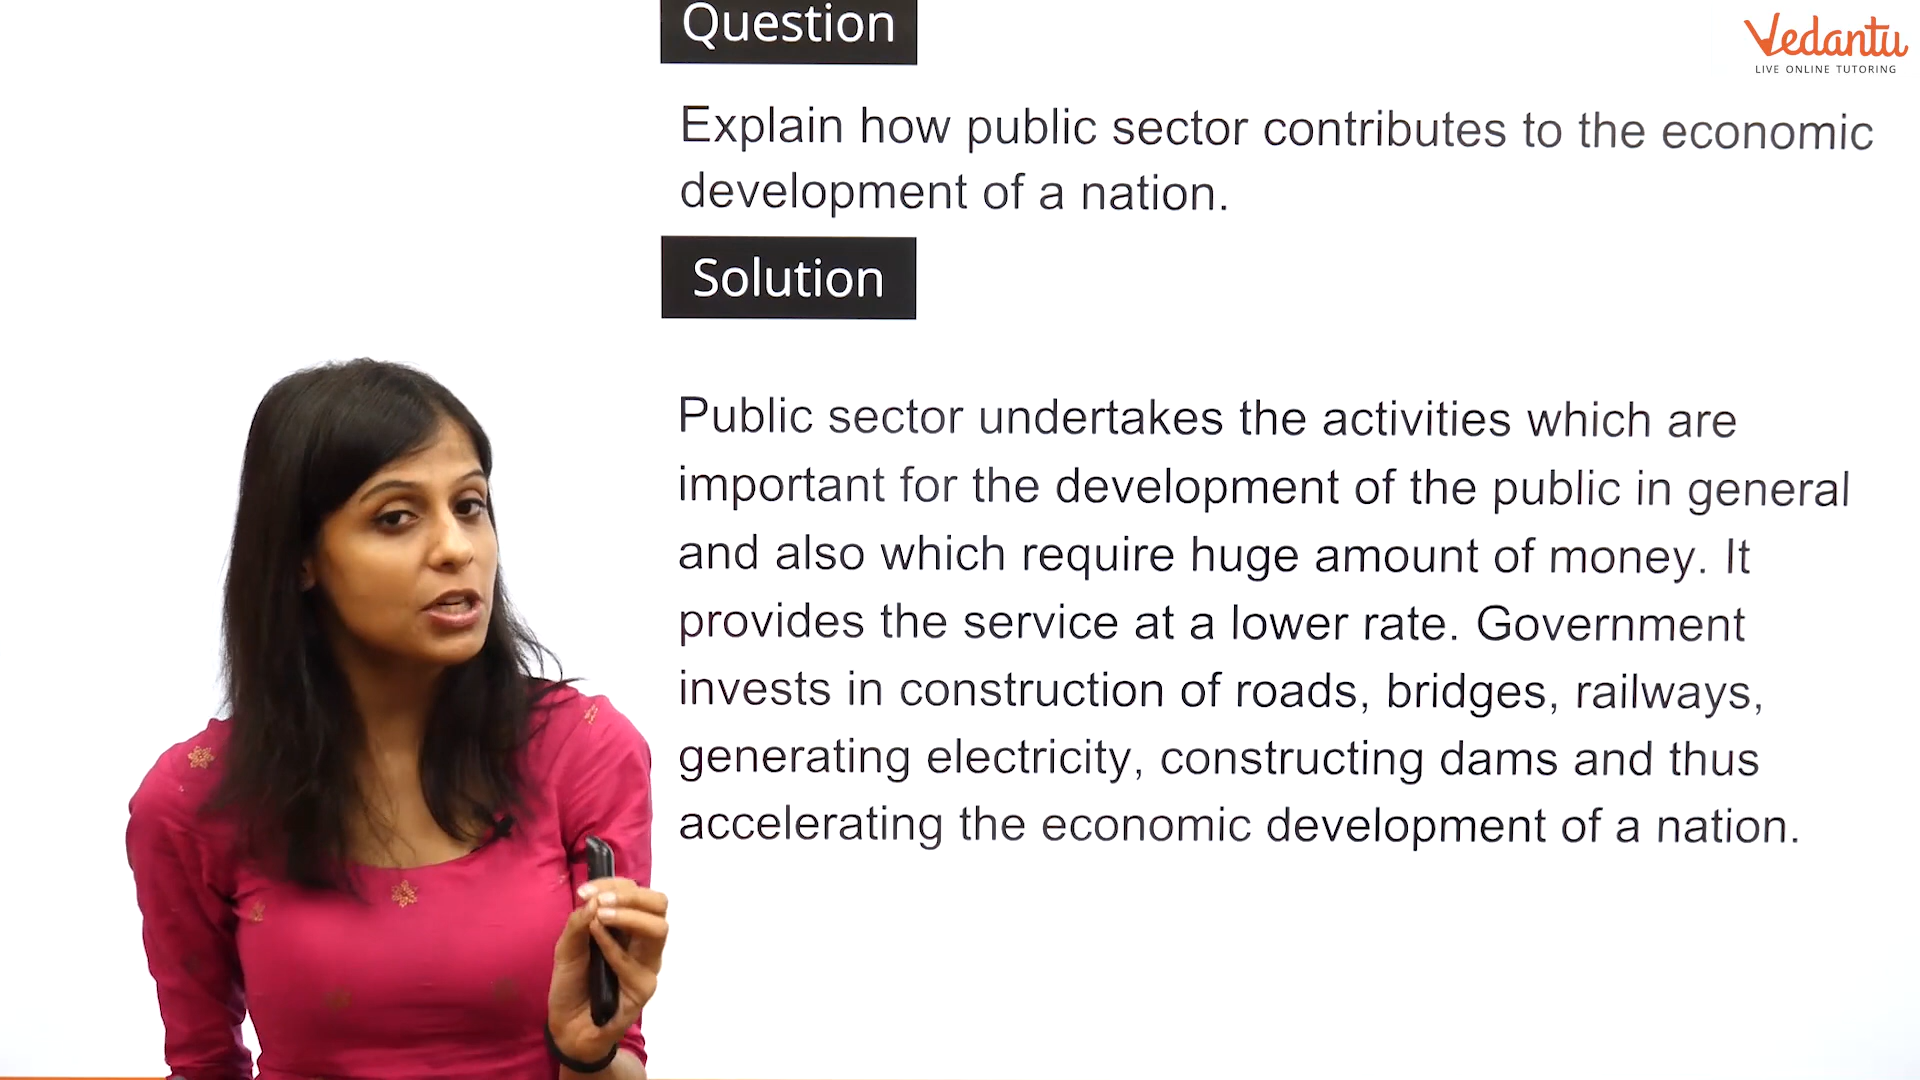 Question
Vedantu
LIVE ONLINE TUTORING
Explain how public sector contributes to the economic
development of a nation.
Solution
Public sector undertakes the activities which are
important for the development of the public in general
and also which require huge amount of money. It
provides the service at a lower rate. Government
invests in construction of roads, bridges, railways,
generating electricity, constructing dams and thus
accelerating the economic development of a nation.